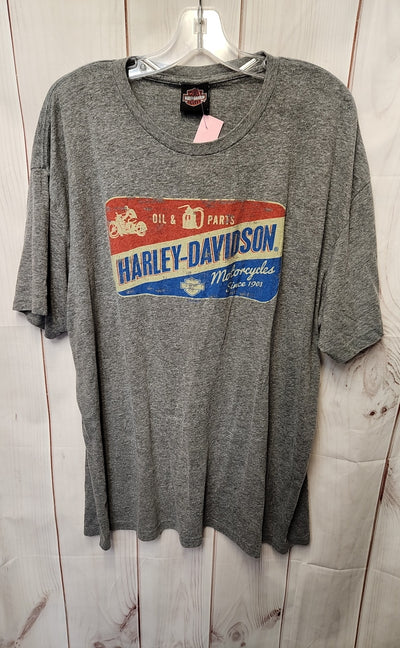 OIL & PARTS
HARLEY-DAVIDSON®
Motorcycles
Since 1903